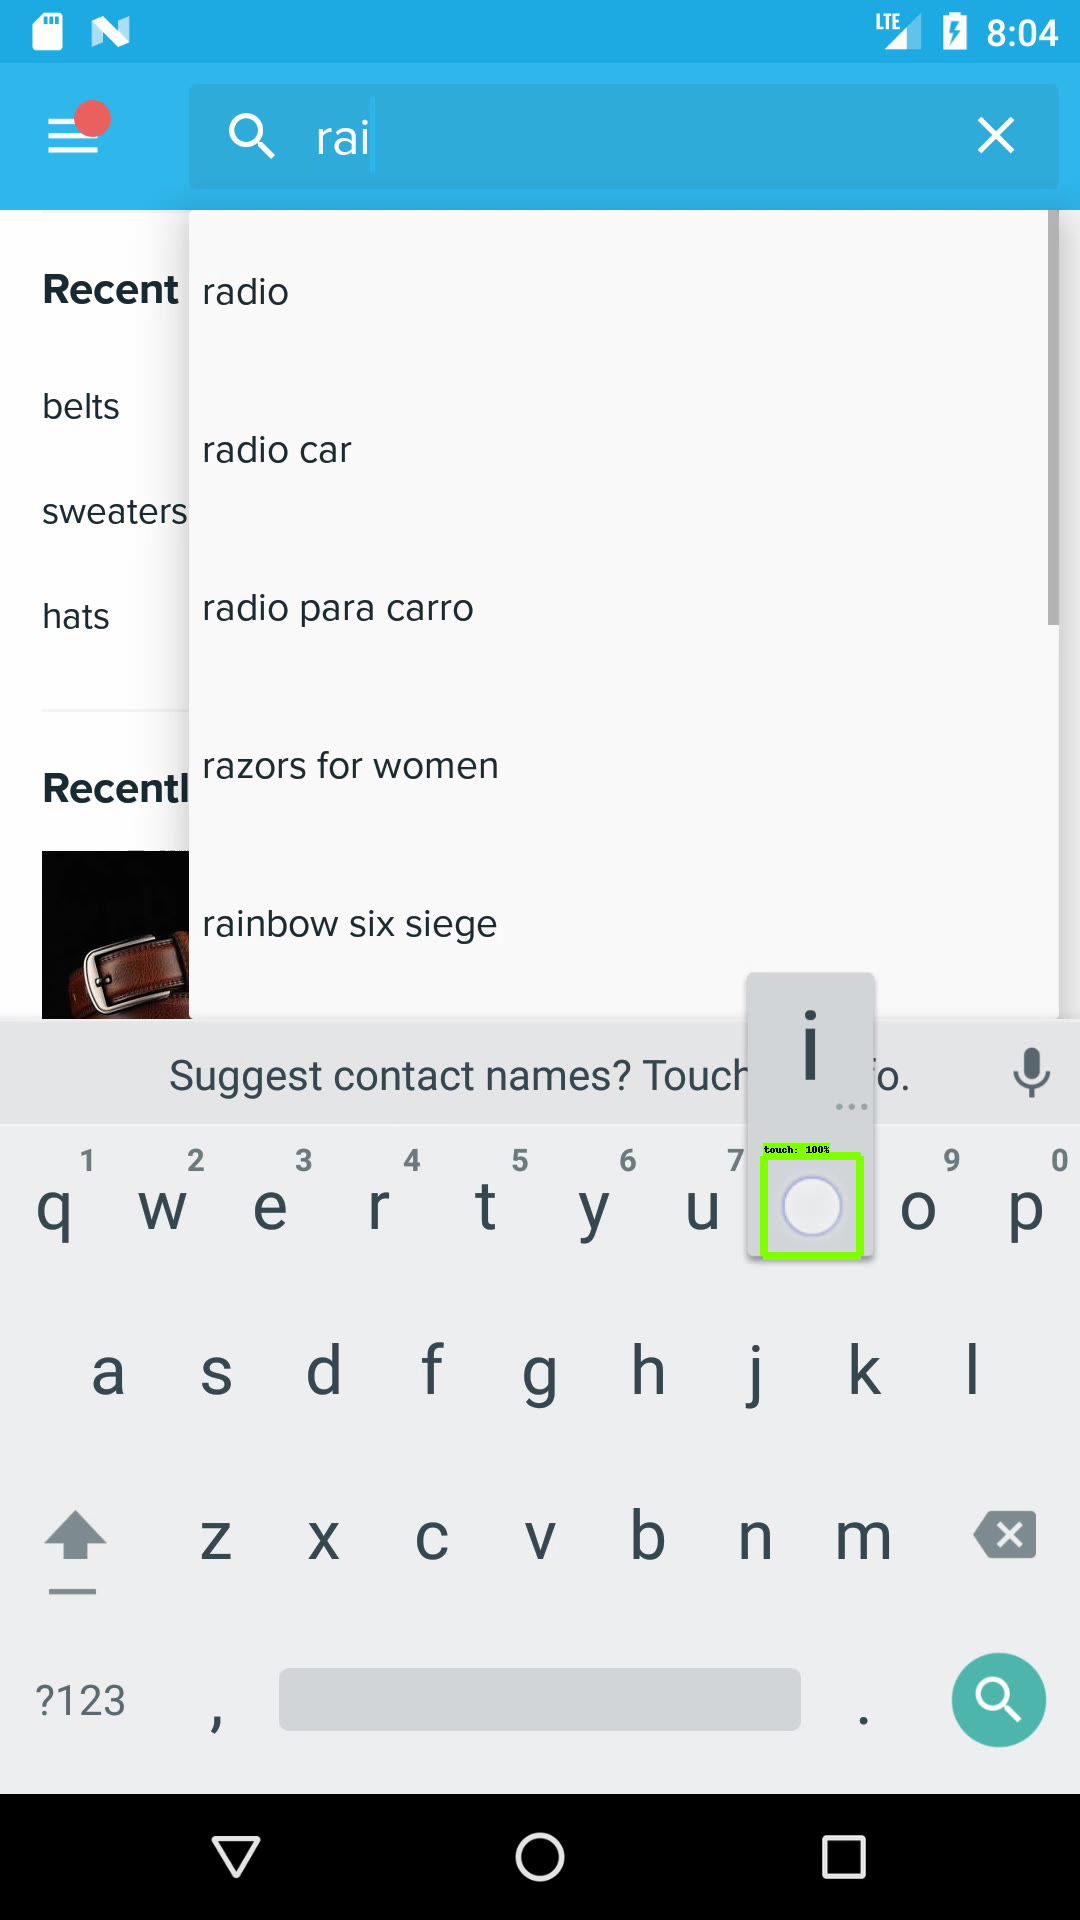 LTE 8:04
rai
Recent
radio
belts
radio car
sweaters
radio para carro
hats
razors for women
Recentl
rainbow six siege
i
Suggest contact names? Touch fo.
touch: 100%
1 2 3 4 5 6 7 9 0
q w e r t y u o p
a s d f g h j k l
z x c v b n m
?123 , .